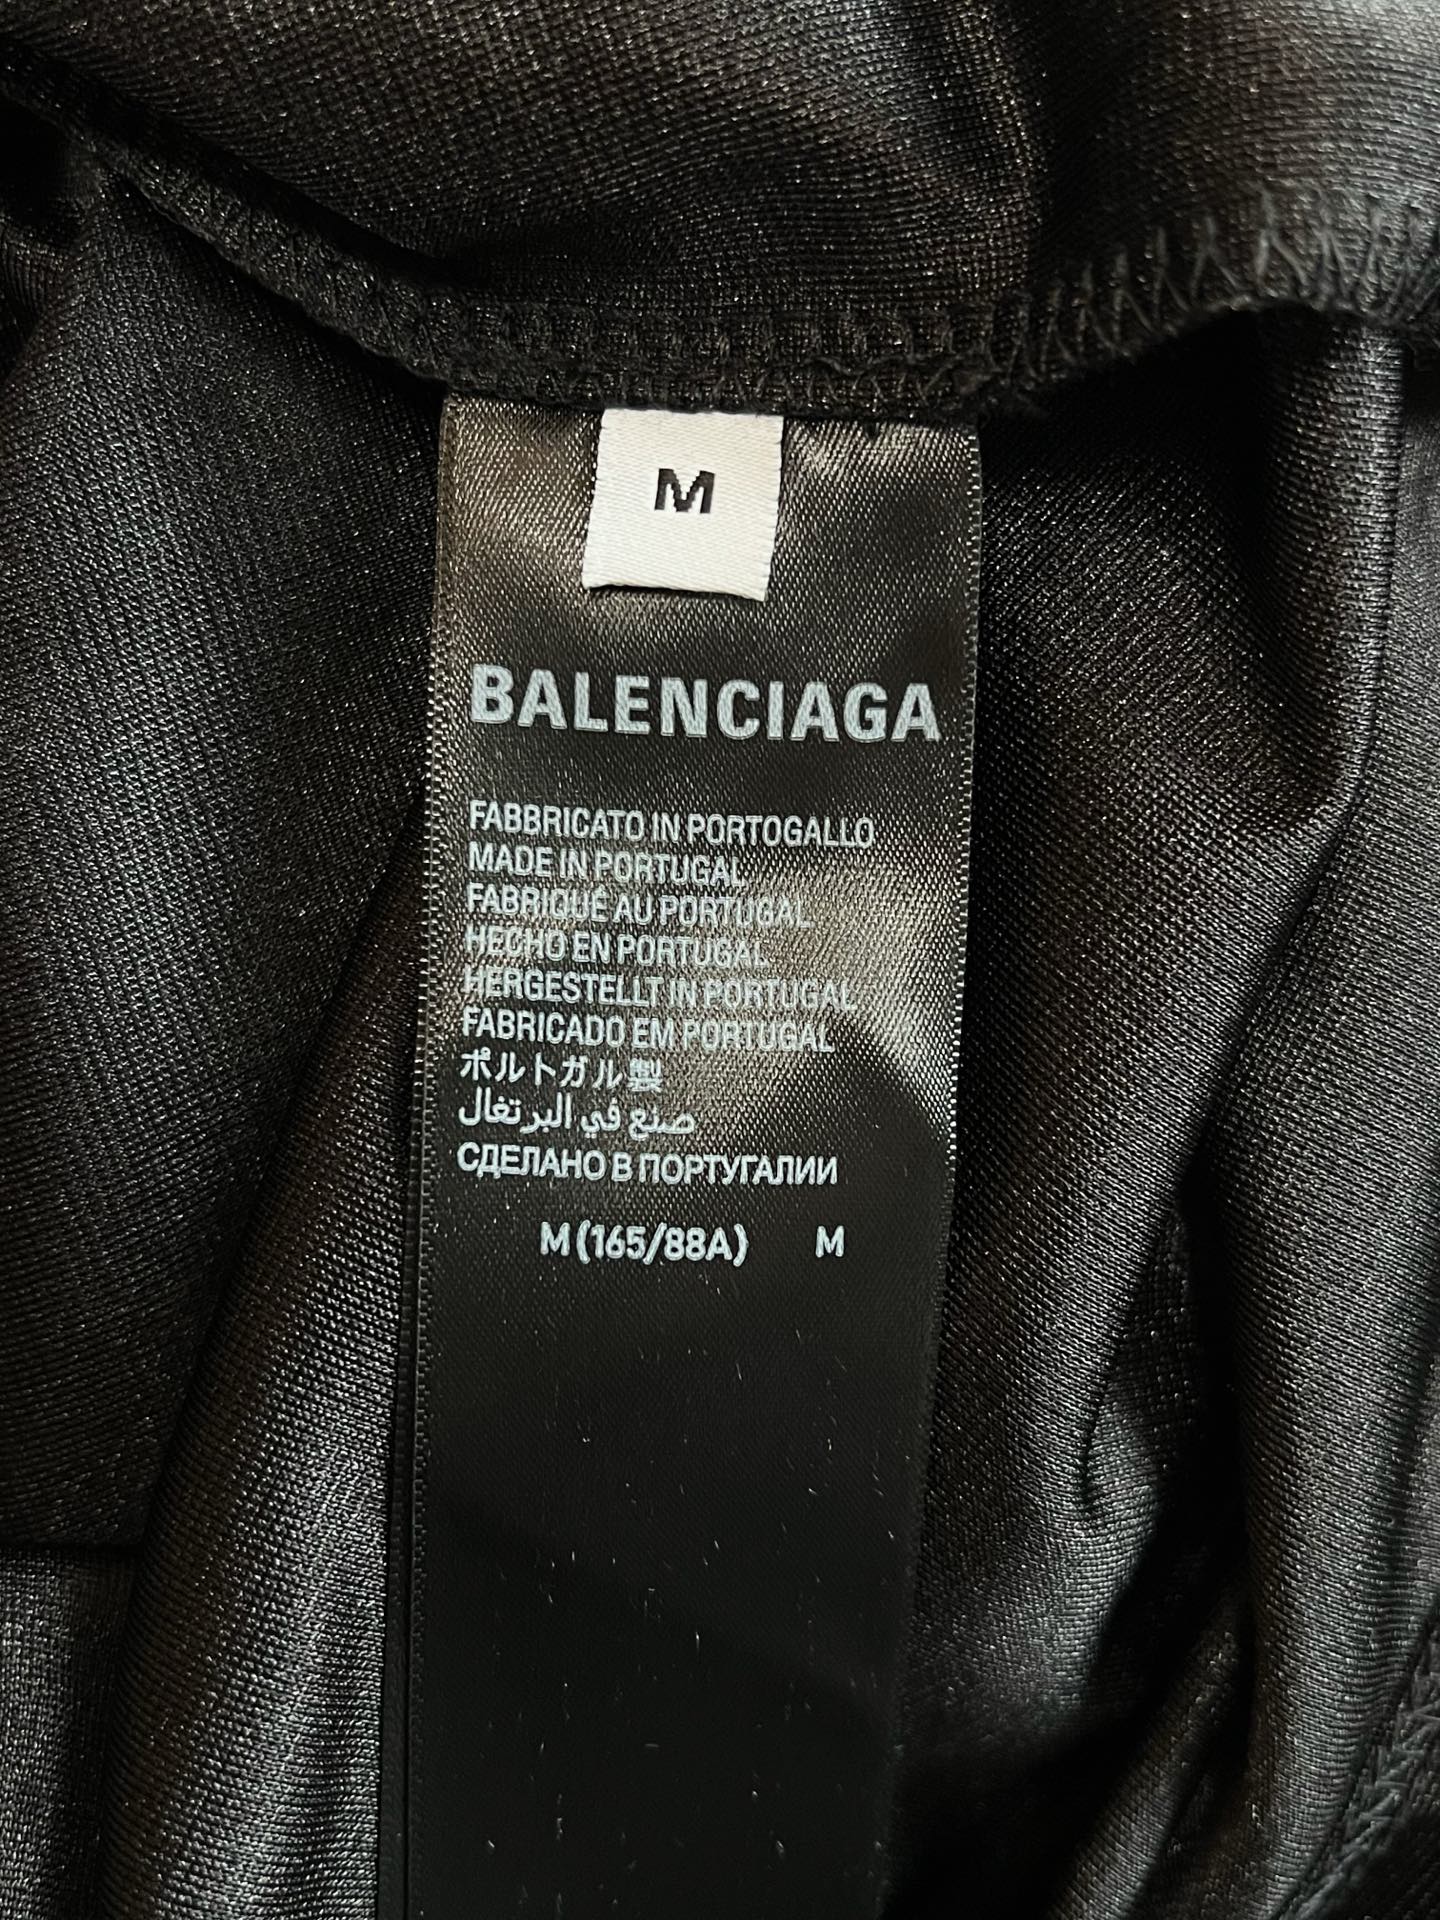 M
BALENCIAGA
FABBRICATO IN PORTOGALLO
MADE IN PORTUGAL
FABRIQUÉ AU PORTUGAL
HECHO EN PORTUGAL
HERGESTELLT IN PORTUGAL
FABRICADO EM PORTUGAL
ポルトガル製
صنع في البرتغال
СДЕЛАНО В ПОРТУГАЛИИ
M (165/88A) M